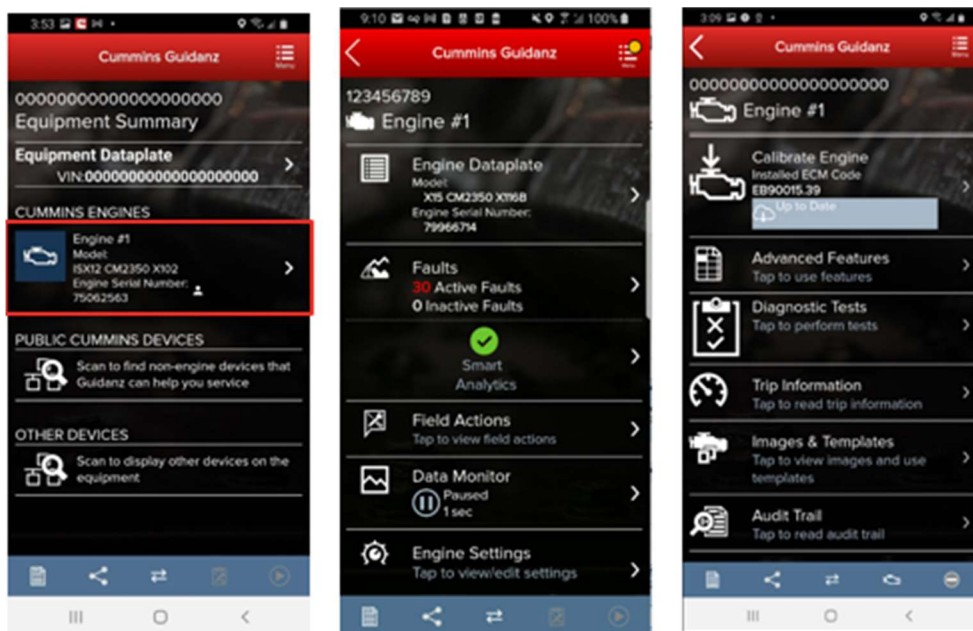 3:53
Cummins Guidanz
Menu
00000000000000000000
Equipment Summary
Equipment Dataplate
VIN:00000000000000000000
CUMMINS ENGINES
Engine #1
Model:
ISX12 CM2350 X102
Engine Serial Number:
75062563
PUBLIC CUMMINS DEVICES
Scan to find non-engine devices that
Guidanz can help you service
OTHER DEVICES
Scan to display other devices on the
equipment
9:10
100%
Cummins Guidanz
Menu
123456789
Engine #1
Engine Dataplate
Model:
X15 CM2350 X116B
Engine Serial Number:
79966714
Faults
30 Active Faults
0 Inactive Faults
Smart
Analytics
Field Actions
Tap to view field actions
Data Monitor
Paused
1 sec
Engine Settings
Tap to view/edit settings
3:09
Cummins Guidanz
Menu
00000000000000000000
Engine #1
Calibrate Engine
Installed ECM Code
EB90015.39
Up to Date
Advanced Features
Tap to use features
Diagnostic Tests
Tap to perform tests
Trip Information
Tap to read trip information
Images & Templates
Tap to view images and use
templates
Audit Trail
Tap to read audit trail